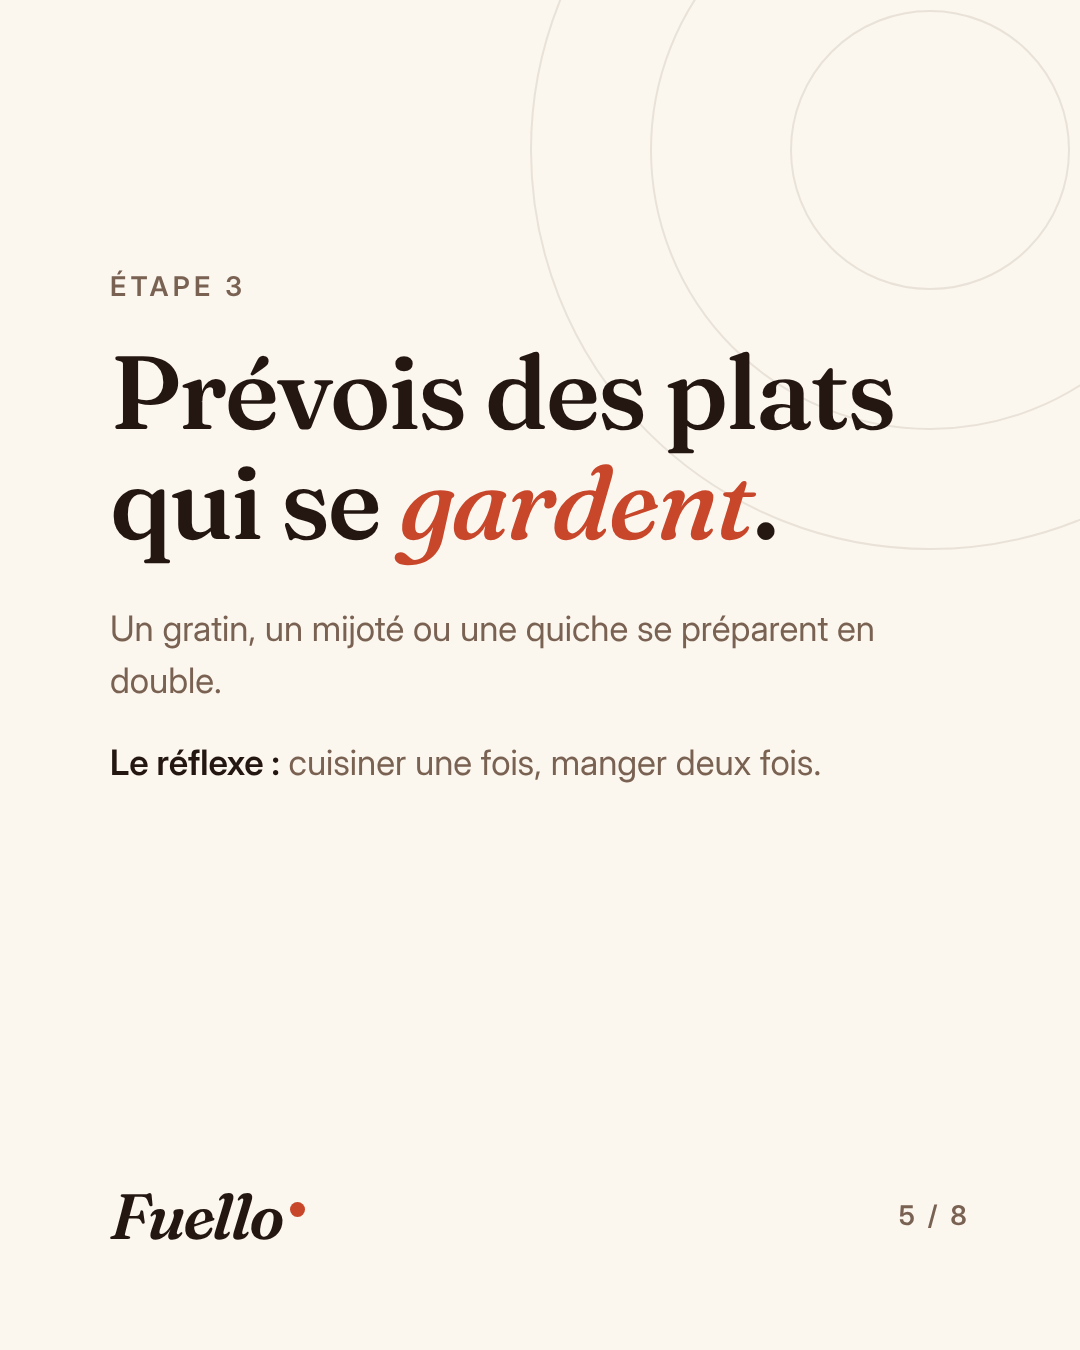 ÉTAPE 3
Prévois des plats
qui se gardent.
Un gratin, un mijoté ou une quiche se préparent en
double.
Le réflexe : cuisiner une fois, manger deux fois.
Fuello
5 / 8